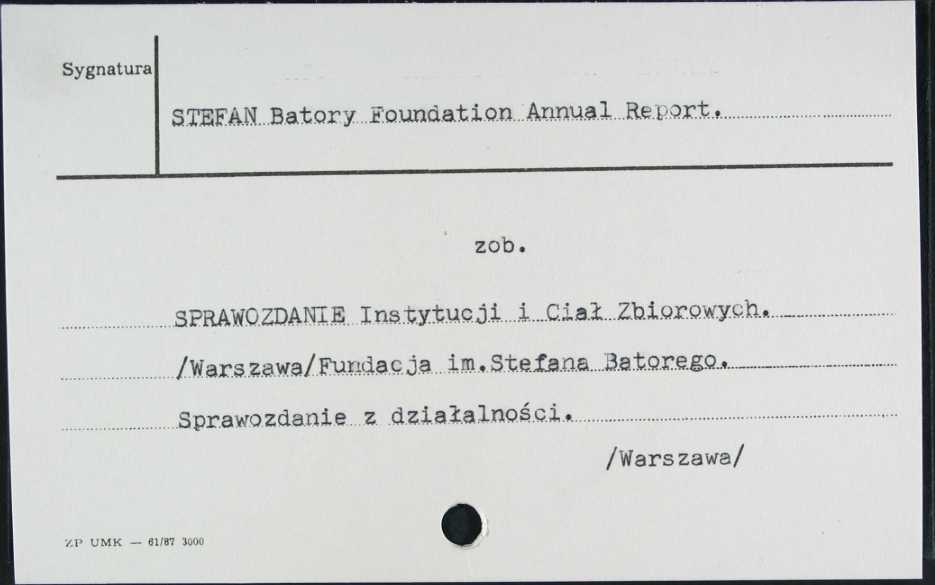 Sygnatura
STEFAN Batory Foundation Annual Report.
zob.
SPRAWOZDANIE Instytucji i Ciał Zbiorowych.
/Warszawa/Fundacja im.Stefana Batorego.
Sprawozdanie z działalności.
/Warszawa/
ZP UMK — 61/87 3000